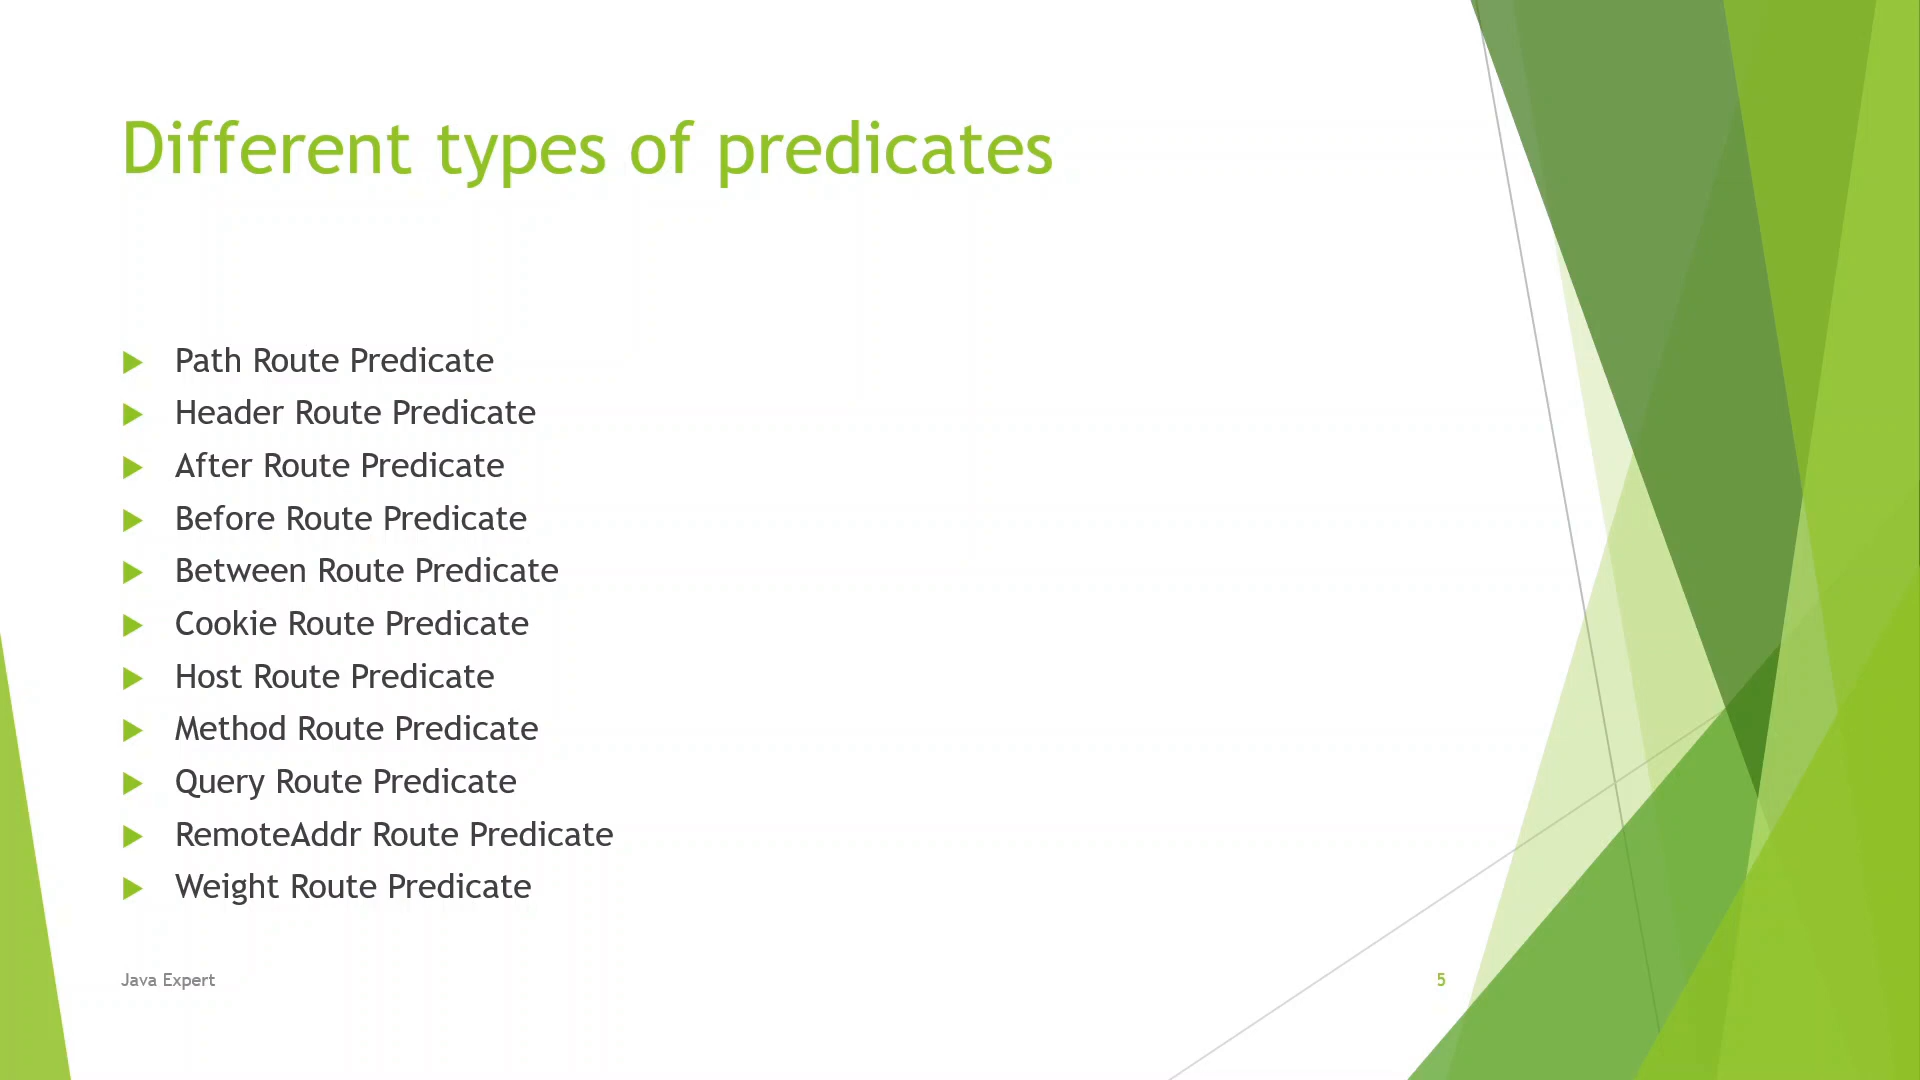 Different types of predicates
Path Route Predicate
Header Route Predicate
After Route Predicate
Before Route Predicate
Between Route Predicate
Cookie Route Predicate
Host Route Predicate
Method Route Predicate
Query Route Predicate
RemoteAddr Route Predicate
Weight Route Predicate
Java Expert
5